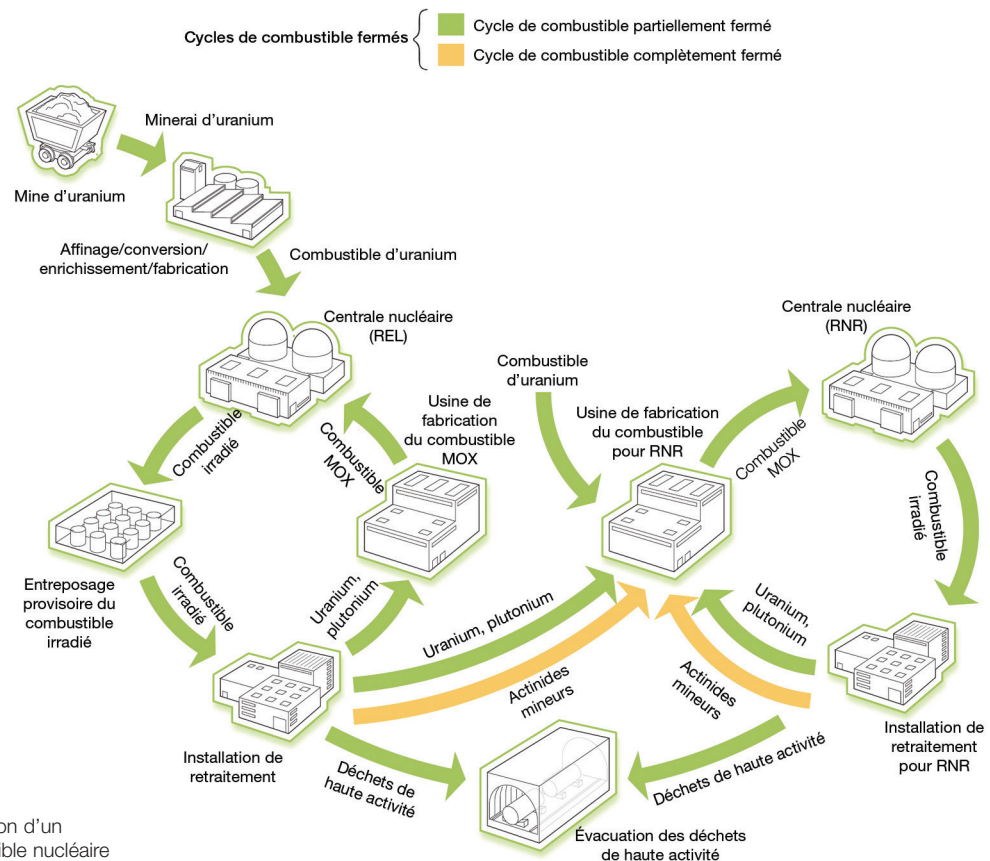 Cycles de combustible fermés
Cycle de combustible partiellement fermé
Cycle de combustible complètement fermé
Minerai d'uranium
Mine d'uranium
Affinage/conversion/
enrichissement/fabrication
Combustible d'uranium
Centrale nucléaire
(REL)
Centrale nucléaire
(RNR)
Combustible
d'uranium
Usine de
fabrication
du combustible
MOX
Usine de fabrication
du combustible
pour RNR
Combustible
irradié
Combustible
MOX
Combustible
MOX
Combustible
irradié
Entreposage
provisoire du
combustible
irradié
Combustible
irradié
Uranium,
plutonium
Uranium, plutonium
Uranium,
plutonium
Actinides
mineurs
Actinides
mineurs
Installation de
retraitement
Installation de
retraitement
pour RNR
Déchets de
haute activité
Déchets de haute activité
Évacuation des déchets
de haute activité
on d'un
ible nucléaire